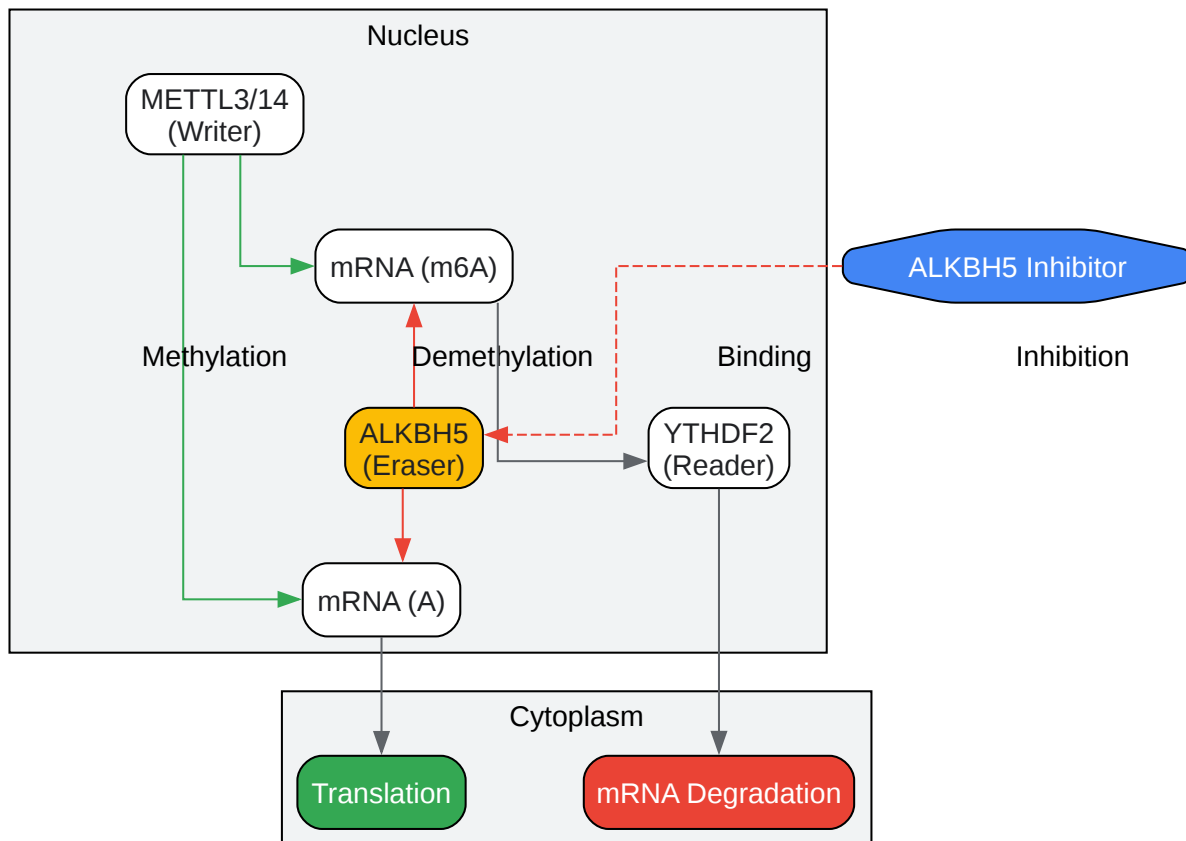 Nucleus
METTL3/14
(Writer)
mRNA (m6A)
ALKBH5 Inhibitor
Methylation
Demethylation
Binding
Inhibition
ALKBH5
(Eraser)
YTHDF2
(Reader)
mRNA (A)
Cytoplasm
Translation
mRNA Degradation